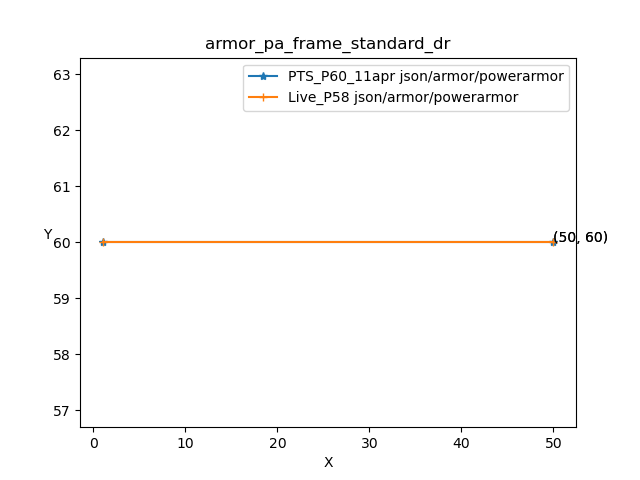 armor_pa_frame_standard_dr
PTS_P60_11apr json/armor/powerarmor
Live_P58 json/armor/powerarmor
63
62
61
Y
60
(50, 60)
59
58
57
0 10 20 30 40 50
X